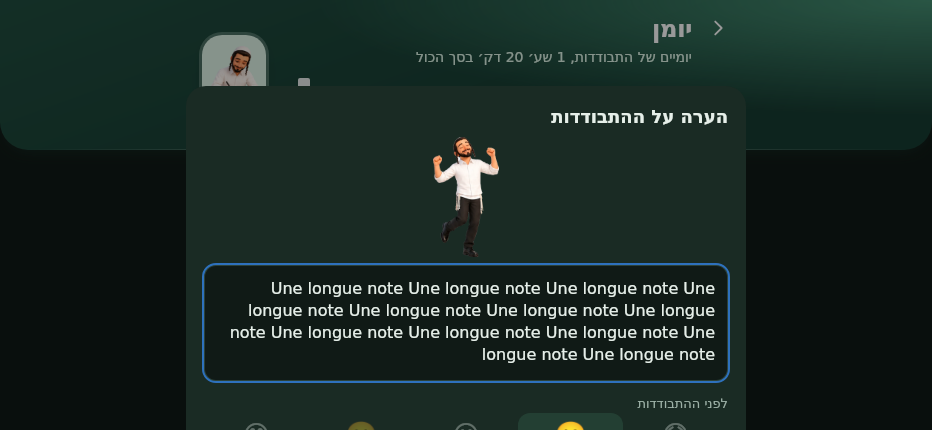 יומן
יומיים של התבודדות, 1 שע׳ 20 דק׳ בסך הכול
הערה על ההתבודדות
Une longue note Une longue note Une longue note Une
longue note Une longue note Une longue note Une longue
note Une longue note Une longue note Une longue note Une
longue note Une longue note
לפני ההתבודדות